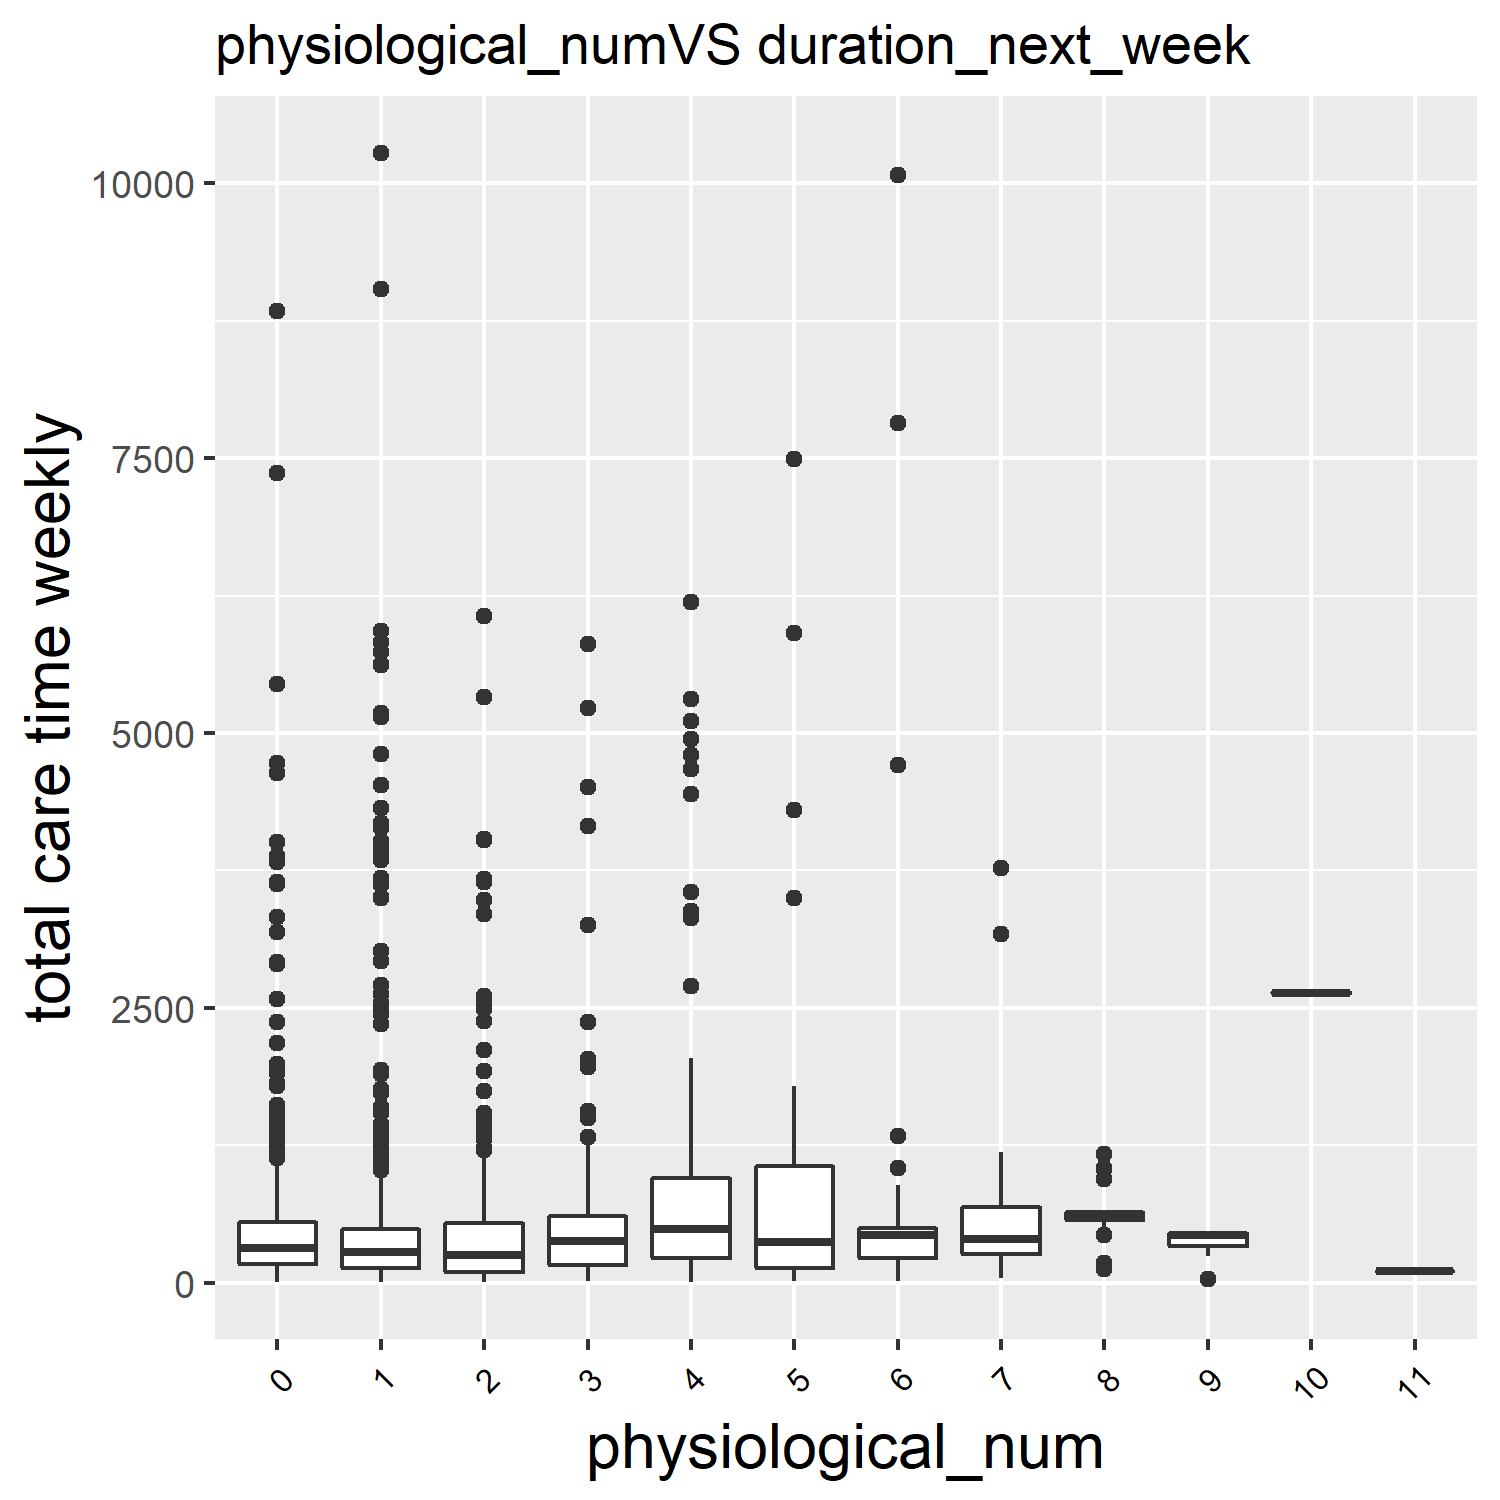 physiological_numVS duration_next_week
total care time weekly
10000
7500
5000
2500
0
0 1 2 3 4 5 6 7 8 9 10 11
physiological_num